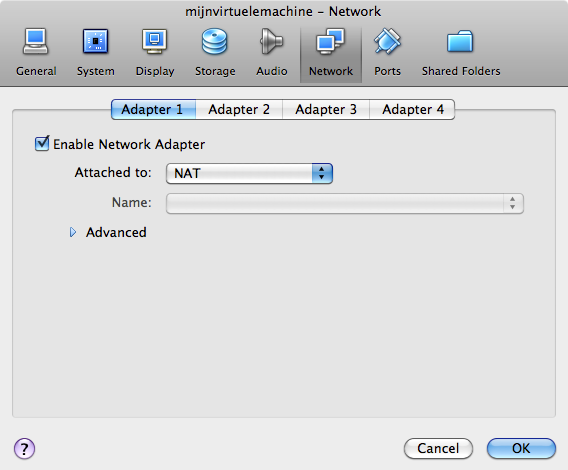 mijnvirtuelemachine – Network
General System Display Storage Audio Network Ports Shared Folders
Adapter 1 Adapter 2 Adapter 3 Adapter 4
Enable Network Adapter
Attached to: NAT
Name:
Advanced
? Cancel OK